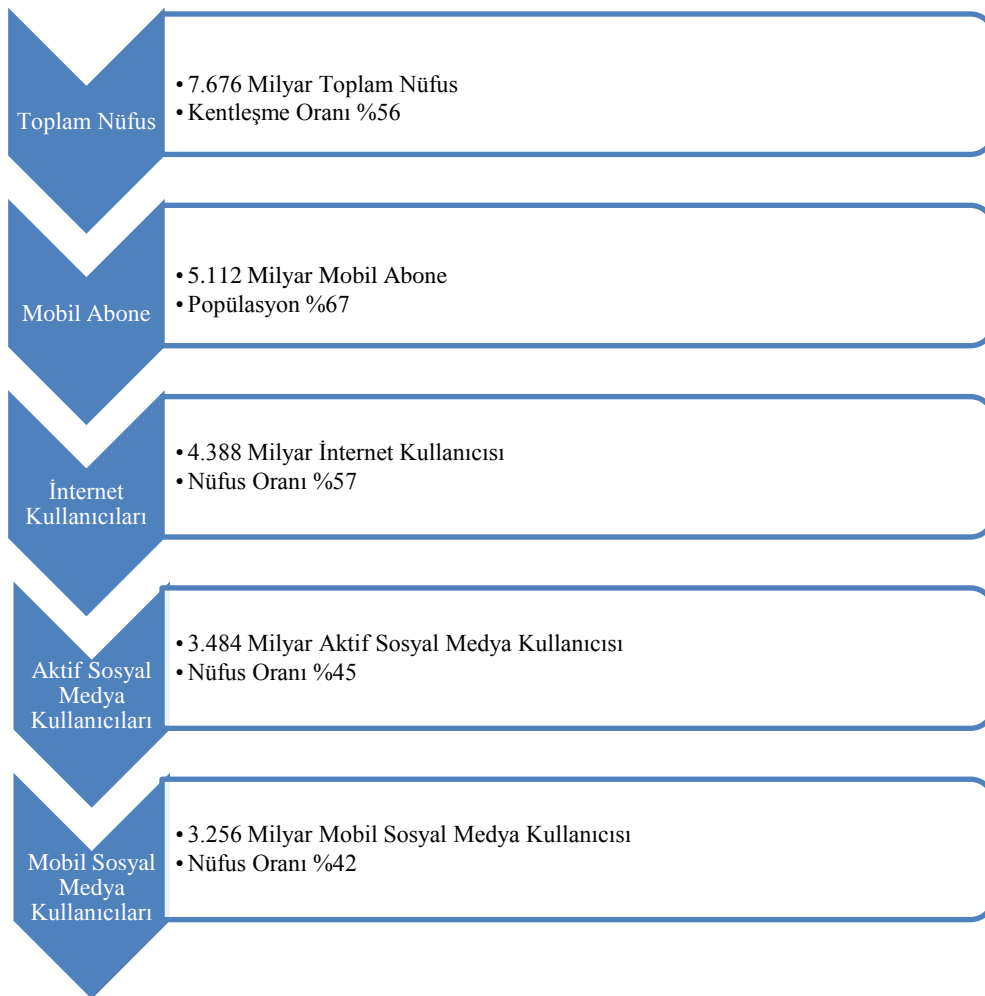 Toplam Nüfus
• 7.676 Milyar Toplam Nüfus
• Kentleşme Oranı %56
Mobil Abone
• 5.112 Milyar Mobil Abone
• Popülasyon %67
İnternet
Kullanıcıları
• 4.388 Milyar İnternet Kullanıcısı
• Nüfus Oranı %57
Aktif Sosyal
Medya
Kullanıcıları
• 3.484 Milyar Aktif Sosyal Medya Kullanıcısı
• Nüfus Oranı %45
Mobil Sosyal
Medya
Kullanıcıları
• 3.256 Milyar Mobil Sosyal Medya Kullanıcısı
• Nüfus Oranı %42